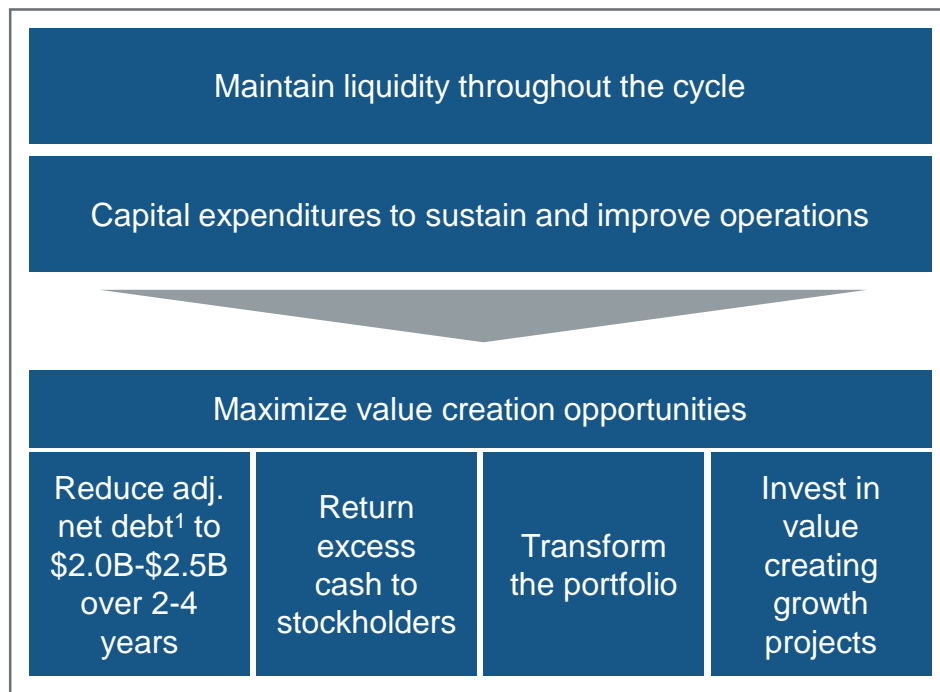 Maintain liquidity throughout the cycle
Capital expenditures to sustain and improve operations
Maximize value creation opportunities
Reduce adj.
net debt¹ to
$2.0B-$2.5B
over 2-4
years
Return
excess
cash to
stockholders
Transform
the portfolio
Invest in
value
creating
growth
projects